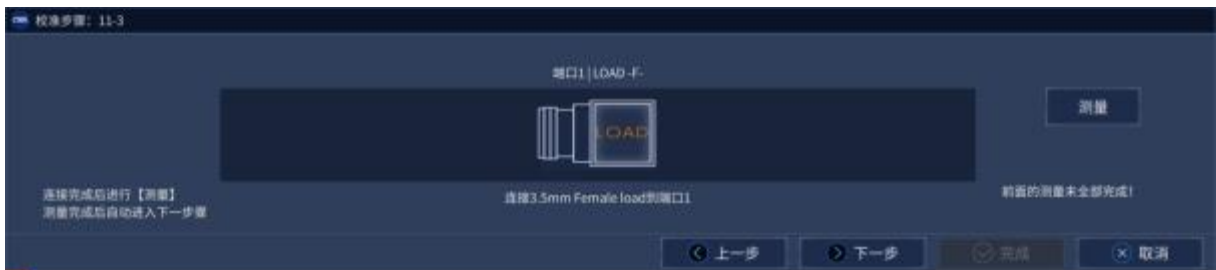 校准步骤：11-3
端口1 | LOAD -F-
LOAD
测量
连接完成后进行【测量】
测量完成后自动进入下一步骤
连接3.5mm Female load到端口1
前面的测量未全部完成！
上一步
下一步
完成
取消